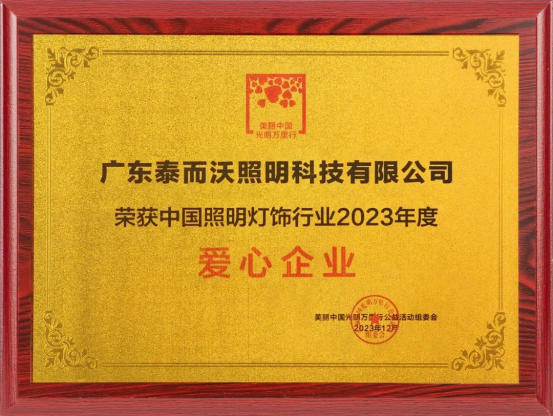 美丽中国
光明万里行
广东泰而沃照明科技有限公司
荣获中国照明灯饰行业2023年度
爱心企业
美丽中国光明万里行公益活动组委会
2023年12月
组委会